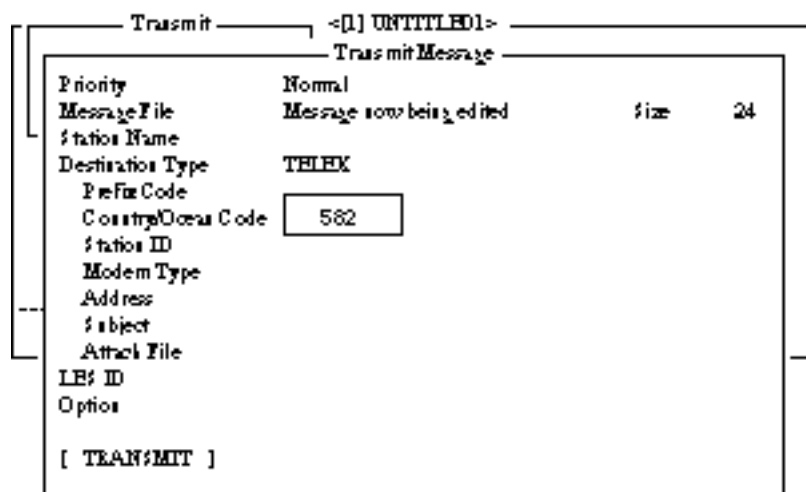 Transmit <[1] UNTITLED1>
Transmit Message
Priority Normal
Message File Message now being edited Size 24
Station Name
Destination Type TELEX
Prefix Code
Country/Ocean Code 582
Station ID
Modem Type
Address
Subject
Attach File
LES ID
Option
[ TRANSMIT ]